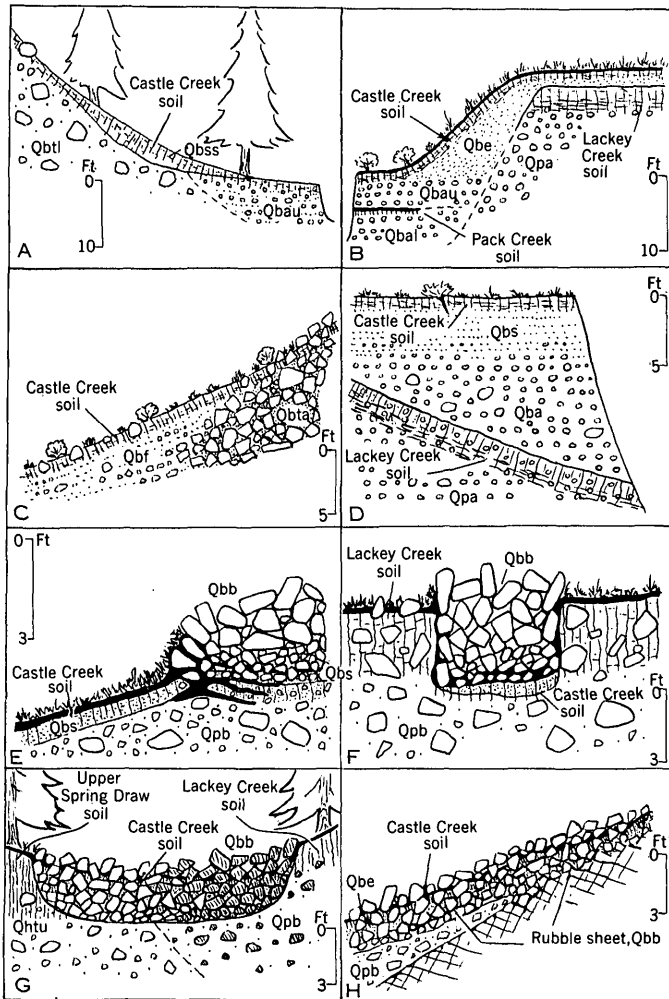 Castle Creek
soil
Qbtl
Qbss
Ft
0
10
Qbau
A
Castle Creek
soil
Qbe
Lackey
Creek
soil
Qpa
Ft
0
10
Qbau
Qbal
Pack Creek
soil
B
Castle Creek
soil
Qbta
Qbf
Ft
0
5
C
Ft
0
5
Castle Creek
soil
Qbs
Qba
Lackey Creek
soil
Qpa
D
0 Ft
3
Qbb
Castle Creek
soil
Qbs
Qbs
Qpb
E
Lackey Creek
soil
Qbb
Castle Creek
soil
Qpb
Ft
0
3
F
Upper
Spring Draw
soil
Lackey Creek
soil
Castle Creek
soil
Qbb
Qhtu
Qpb
Ft
0
3
G
Castle Creek
soil
Qbe
Ft
0
3
Rubble sheet, Qbb
Qpb
H